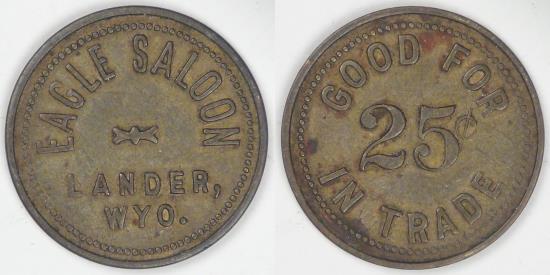 EAGLE SALOON
LANDER,
WYO.
GOOD FOR
25¢
IN TRADE